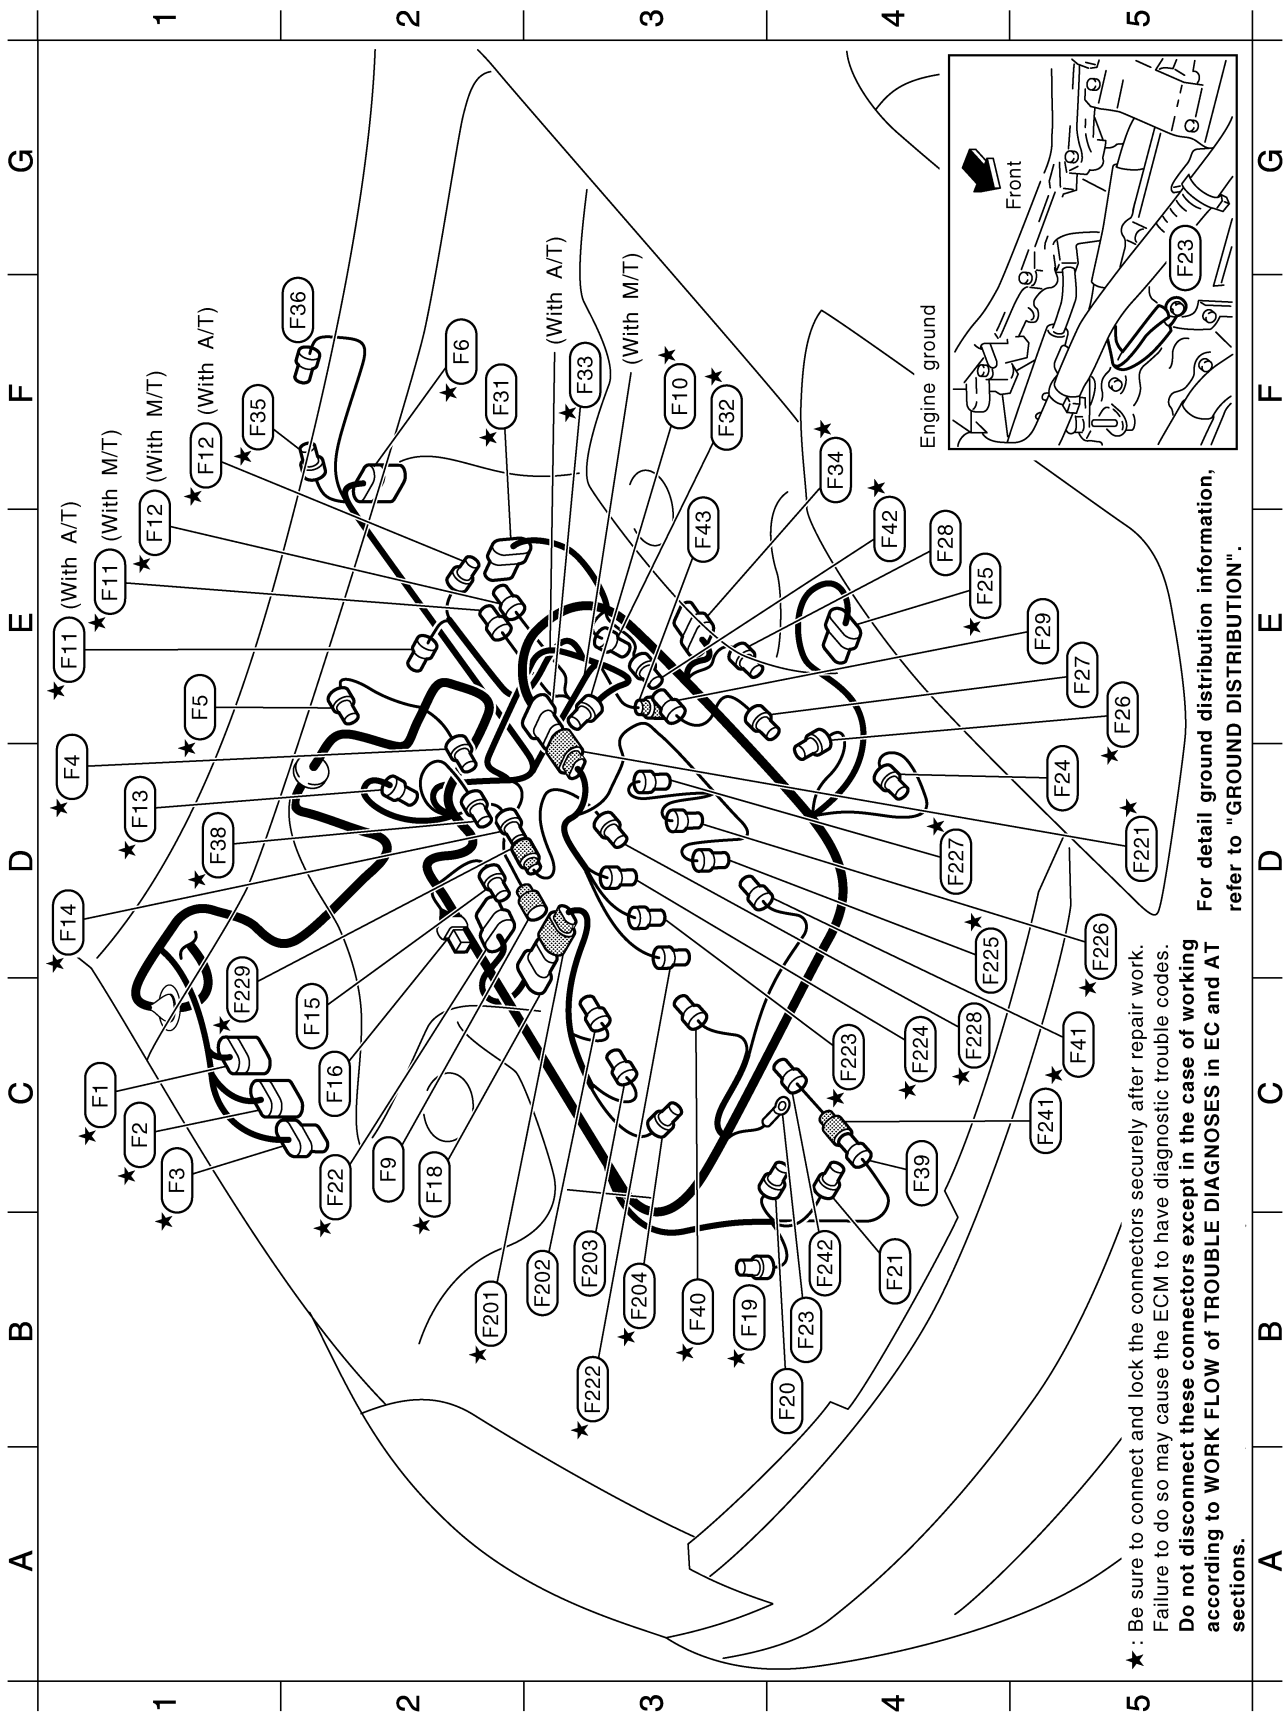 1
2
3
4
5
G
F
E
D
C
B
A
G
F
E
D
C
B
A
1
2
3
4
5
★ F1
★ F2
★ F3
★ F14
★ F229
F15
F16
★ F22
F9
★ F18
★ F201
F202
★ F222
F203
★ F204
★ F40
★ F19
F20
F23
F242
F21
F39
F241
★ F4
★ F13
★ F38
★ F5
★ F11 (With A/T)
★ F11 (With M/T)
★ F12 (With M/T)
★ F12 (With A/T)
★ F35
F36
★ F6
★ F31
(With A/T)
★ F33
(With M/T)
★ F10
★ F32
F43
★ F34
★ F42
F28
★ F25
F29
F27
★ F26
F24
★ F221
★ F227
★ F226
★ F225
★ F41
★ F228
★ F224
★ F223
Engine ground
Front
F23
For detail ground distribution information,
refer to "GROUND DISTRIBUTION".
★ : Be sure to connect and lock the connectors securely after repair work.
Failure to do so may cause the ECM to have diagnostic trouble codes.
Do not disconnect these connectors except in the case of working
according to WORK FLOW of TROUBLE DIAGNOSES in EC and AT
sections.